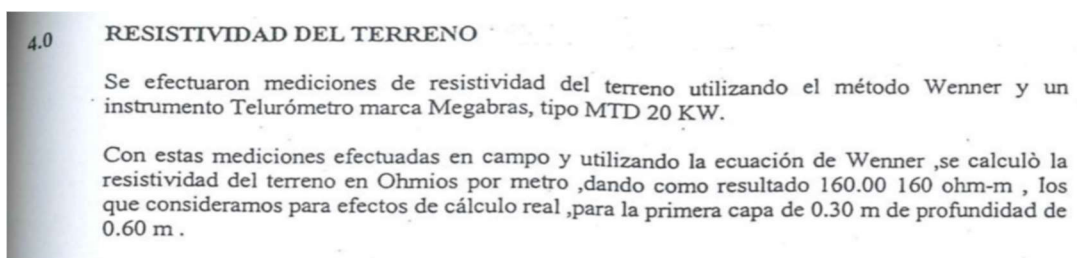 4.0 RESISTIVIDAD DEL TERRENO
Se efectuaron mediciones de resistividad del terreno utilizando el método Wenner y un
instrumento Telurómetro marca Megabras, tipo MTD 20 KW.
Con estas mediciones efectuadas en campo y utilizando la ecuación de Wenner ,se calculò la
resistividad del terreno en Ohmios por metro ,dando como resultado 160.00 160 ohm-m , los
que consideramos para efectos de cálculo real ,para la primera capa de 0.30 m de profundidad de
0.60 m .